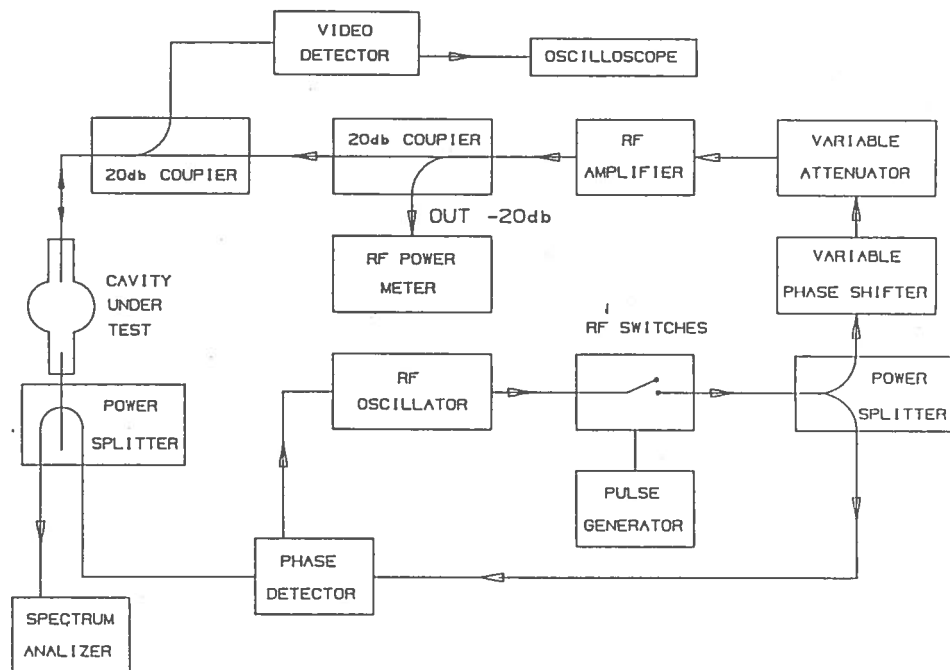 VIDEO
DETECTOR
OSCILLOSCOPE
20db COUPIER
20db COUPIER
RF
AMPLIFIER
VARIABLE
ATTENUATOR
OUT -20db
RF POWER
METER
VARIABLE
PHASE SHIFTER
CAVITY
UNDER
TEST
RF SWITCHES
RF
OSCILLATOR
POWER
SPLITTER
POWER
SPLITTER
PULSE
GENERATOR
PHASE
DETECTOR
SPECTRUM
ANALIZER